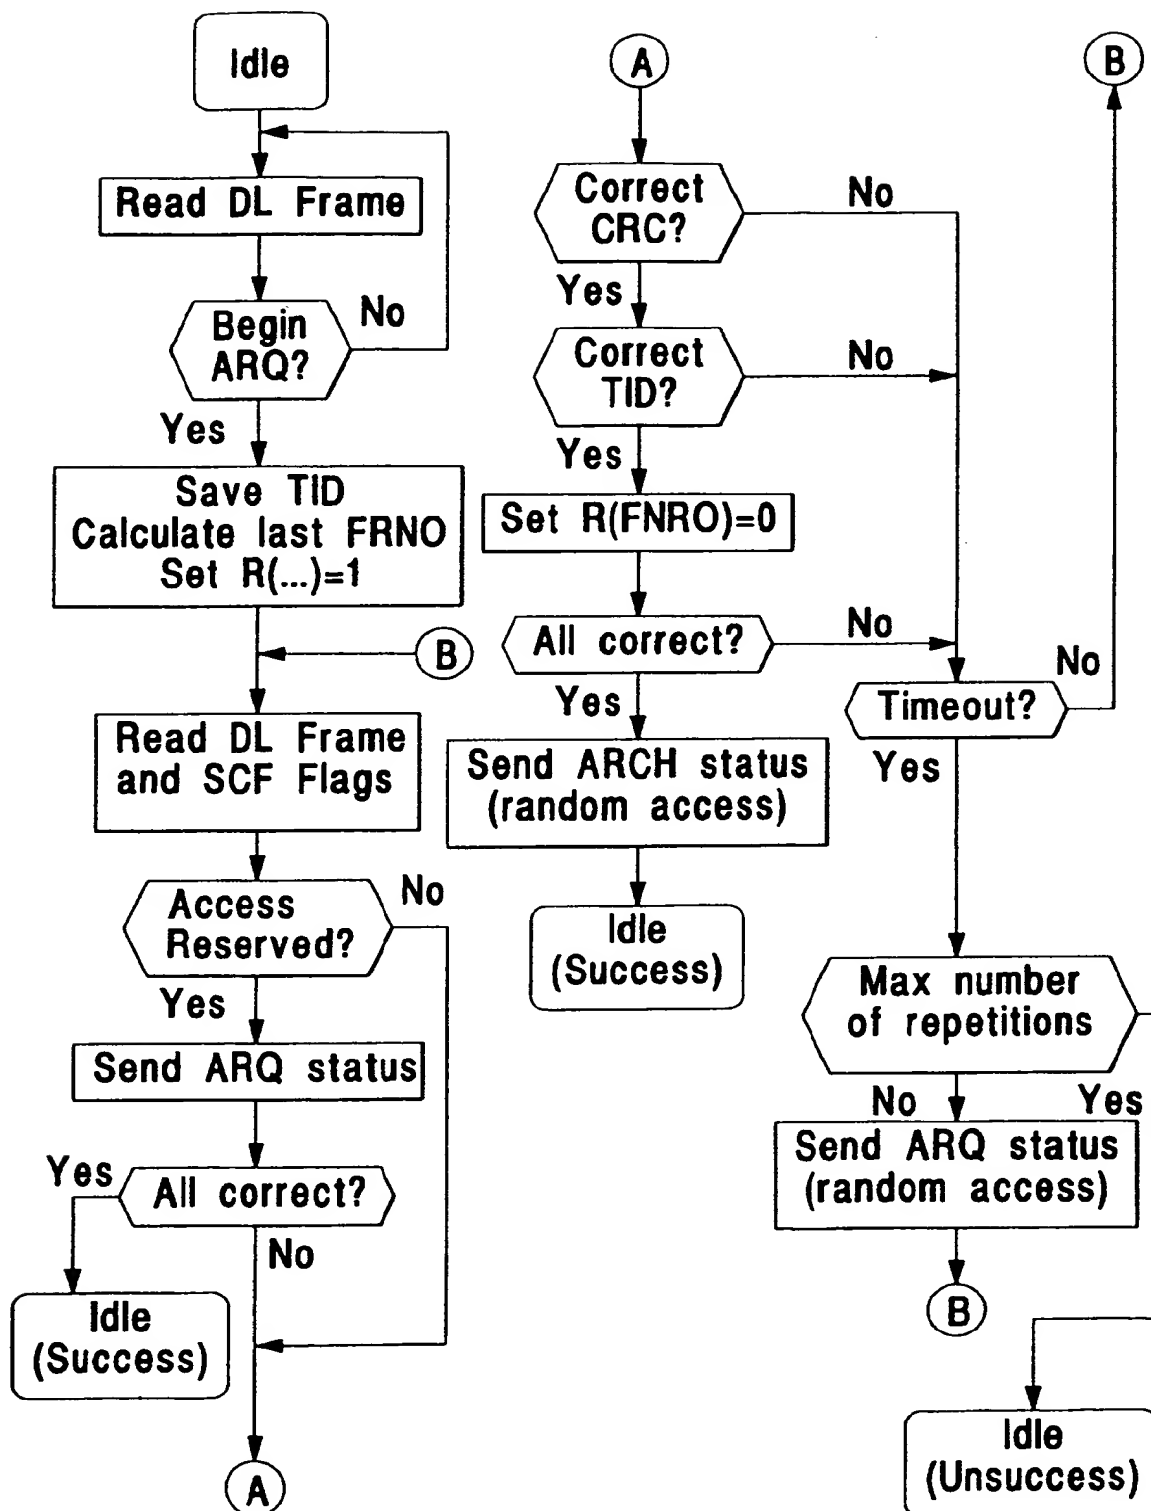 Idle
Read DL Frame
Begin
ARQ?
No
Yes
Save TID
Calculate last FRNO
Set R(...)=1
B
Read DL Frame
and SCF Flags
Access
Reserved?
No
Yes
Send ARQ status
Yes
All correct?
No
Idle
(Success)
A
A
Correct
CRC?
No
Yes
Correct
TID?
No
Yes
Set R(FNRO)=0
All correct?
No
Yes
Send ARCH status
(random access)
Idle
(Success)
B
No
Timeout?
Yes
Max number
of repetitions
No
Yes
Send ARQ status
(random access)
B
Idle
(Unsuccess)